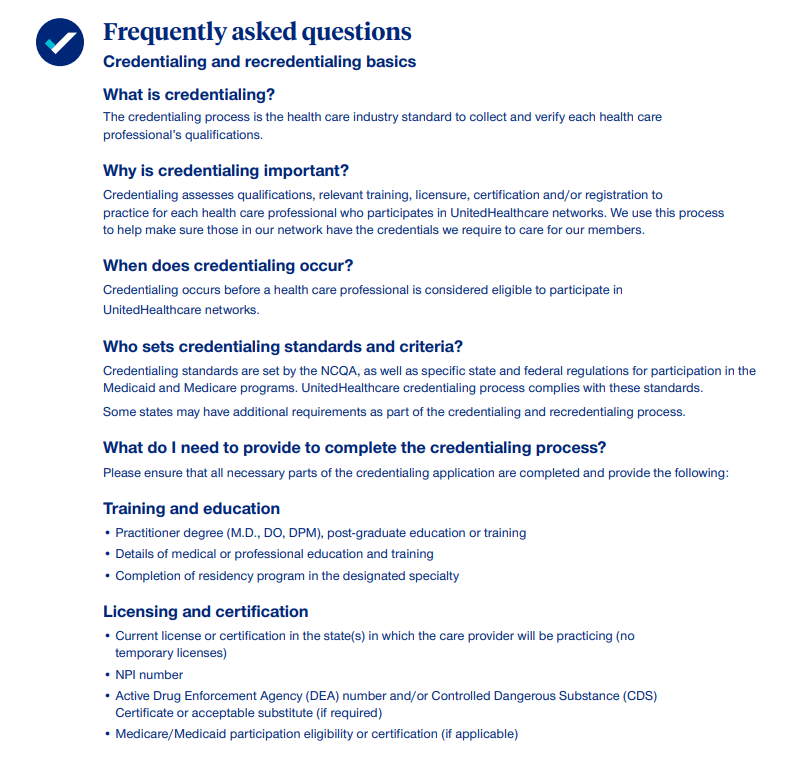 Frequently asked questions
Credentialing and recredentialing basics
What is credentialing?
The credentialing process is the health care industry standard to collect and verify each health care
professional's qualifications.
Why is credentialing important?
Credentialing assesses qualifications, relevant training, licensure, certification and/or registration to
practice for each health care professional who participates in UnitedHealthcare networks. We use this process
to help make sure those in our network have the credentials we require to care for our members.
When does credentialing occur?
Credentialing occurs before a health care professional is considered eligible to participate in
UnitedHealthcare networks.
Who sets credentialing standards and criteria?
Credentialing standards are set by the NCQA, as well as specific state and federal regulations for participation in the
Medicaid and Medicare programs. UnitedHealthcare credentialing process complies with these standards.
Some states may have additional requirements as part of the credentialing and recredentialing process.
What do I need to provide to complete the credentialing process?
Please ensure that all necessary parts of the credentialing application are completed and provide the following:
Training and education
• Practitioner degree (M.D., DO, DPM), post-graduate education or training
• Details of medical or professional education and training
• Completion of residency program in the designated specialty
Licensing and certification
• Current license or certification in the state(s) in which the care provider will be practicing (no
temporary licenses)
• NPI number
• Active Drug Enforcement Agency (DEA) number and/or Controlled Dangerous Substance (CDS)
Certificate or acceptable substitute (if required)
• Medicare/Medicaid participation eligibility or certification (if applicable)